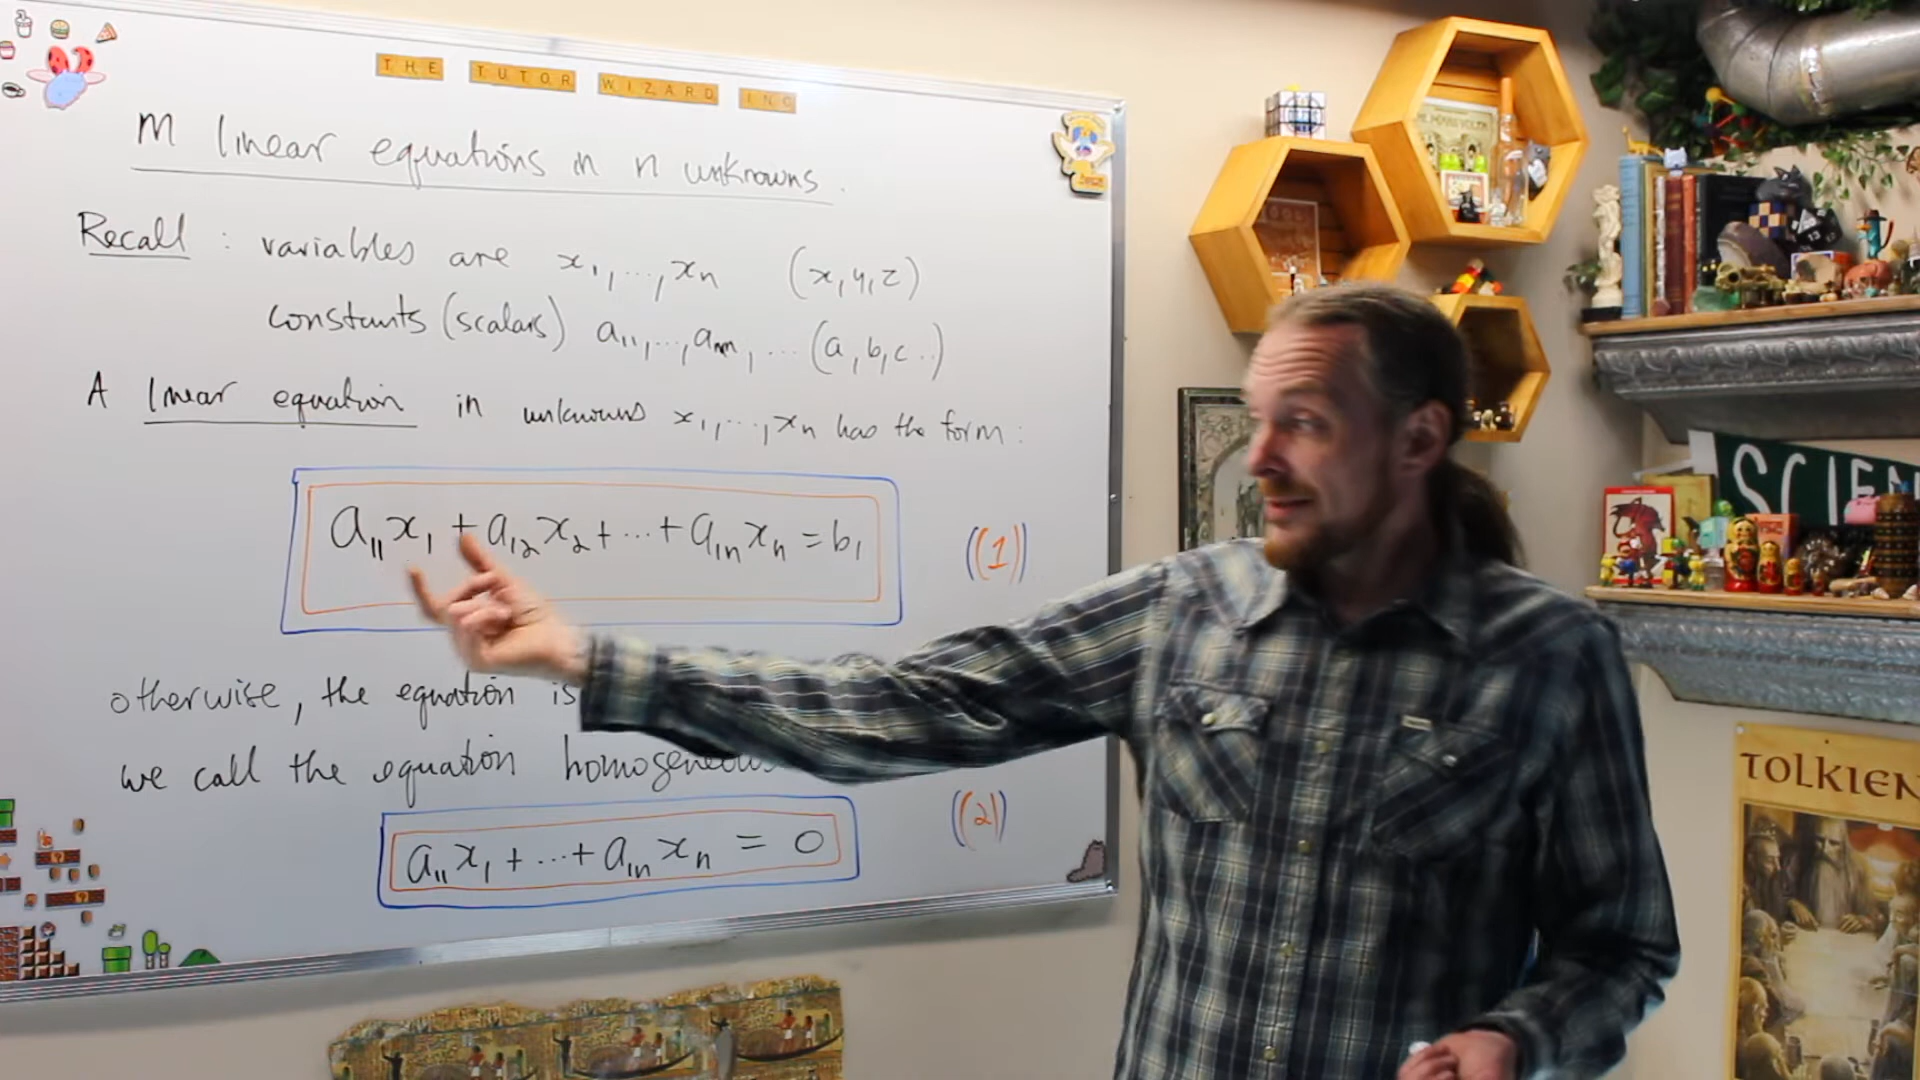 THE TUTOR WIZARD INC
m linear equations in n unknowns.
Recall : variables are x₁,...,xₙ (x,y,z)
constants (scalars) a₁₁,...,aₘₙ, ... (a, b, c ..)
A linear equation in unknowns x₁,...,xₙ has the form :
a₁₁x₁ + a₁₂x₂ + ... + a₁ₙxₙ = b₁ (1)
otherwise, the equation is
we call the equation homogeneous
a₁₁x₁ + ... + a₁ₙxₙ = 0 (2)
SCIEN
TOLKIEN